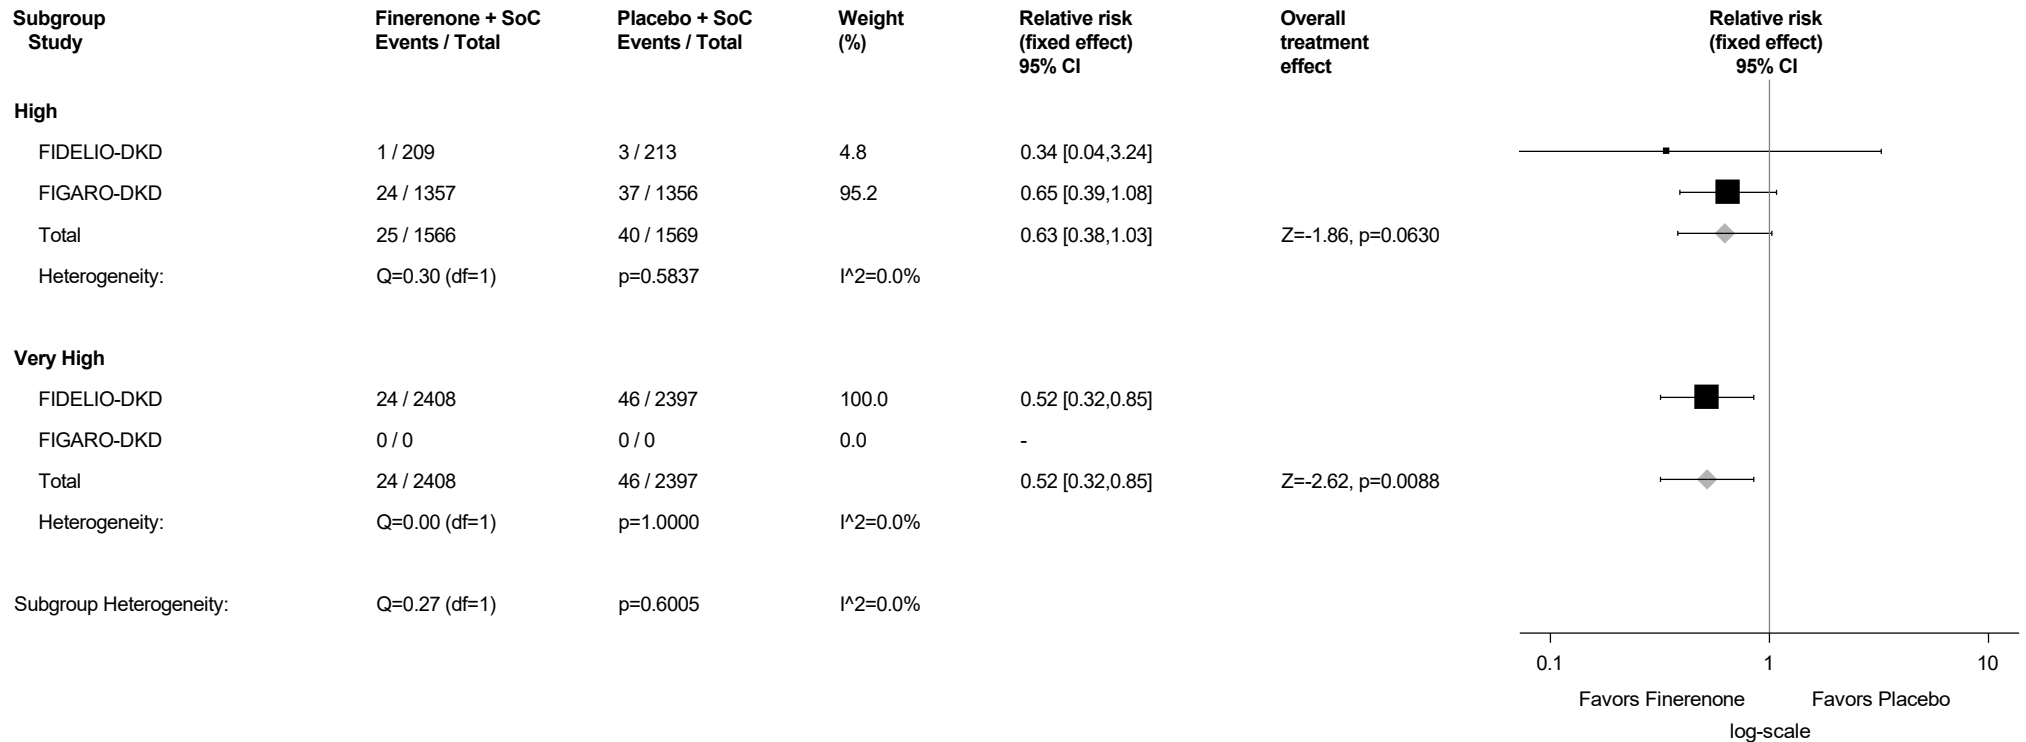 Subgroup Finerenone + SoC Placebo + SoC Weight Relative risk Overall Relative risk
Study Events / Total Events / Total (%) (fixed effect) treatment (fixed effect)
95% CI effect 95% CI
High
FIDELIO-DKD 1 / 209 3 / 213 4.8 0.34 [0.04,3.24]
FIGARO-DKD 24 / 1357 37 / 1356 95.2 0.65 [0.39,1.08]
Total 25 / 1566 40 / 1569 0.63 [0.38,1.03] Z=-1.86, p=0.0630
Heterogeneity: Q=0.30 (df=1) p=0.5837 I^2=0.0%
Very High
FIDELIO-DKD 24 / 2408 46 / 2397 100.0 0.52 [0.32,0.85]
FIGARO-DKD 0 / 0 0 / 0 0.0 -
Total 24 / 2408 46 / 2397 0.52 [0.32,0.85] Z=-2.62, p=0.0088
Heterogeneity: Q=0.00 (df=1) p=1.0000 I^2=0.0%
Subgroup Heterogeneity: Q=0.27 (df=1) p=0.6005 I^2=0.0%
0.1 1 10
Favors Finerenone Favors Placebo
log-scale